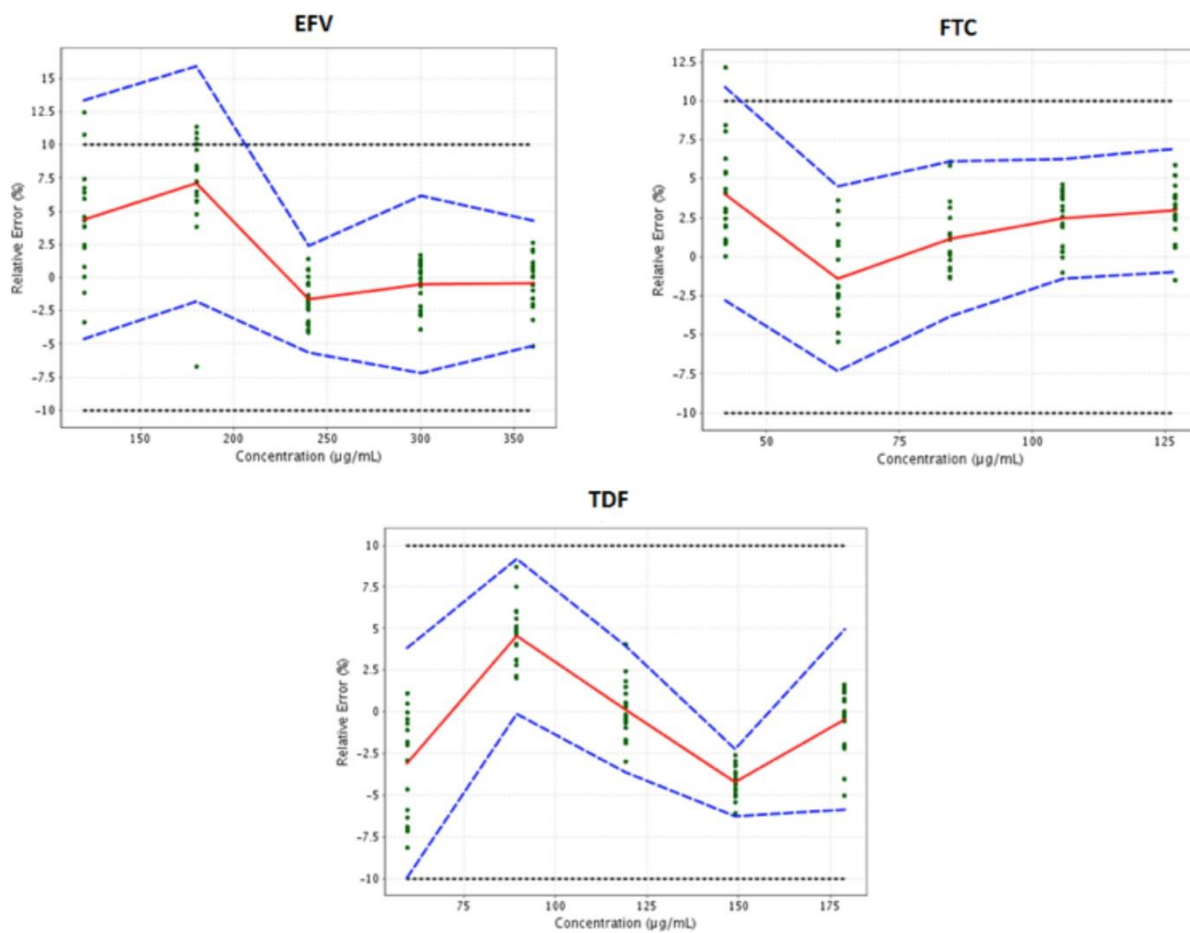 EFV
Relative Error (%)
15
12.5
10
7.5
5
2.5
0
-2.5
5
-7.5
-10
150 200 250 300 350
Concentration (µg/mL)
FTC
Relative Error (%)
12.5
10
7.5
5
2.5
0
-2.5
-5
-7.5
-10
50 75 100 125
Concentration (µg/mL)
TDF
Relative Error (%)
10
7.5
5
2.5
0
-2.5
-5
-7.5
-10
75 100 125 150 175
Concentration (µg/mL)